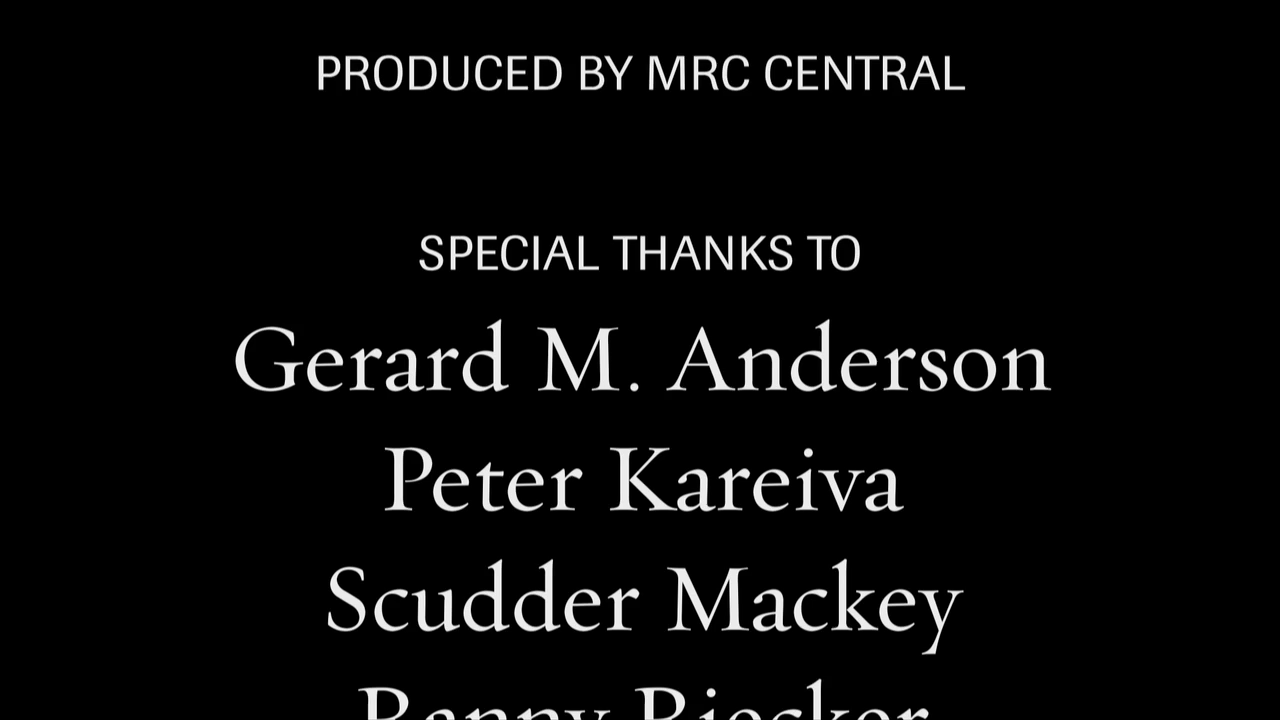 PRODUCED BY MRC CENTRAL
SPECIAL THANKS TO
Gerard M. Anderson
Peter Kareiva
Scudder Mackey